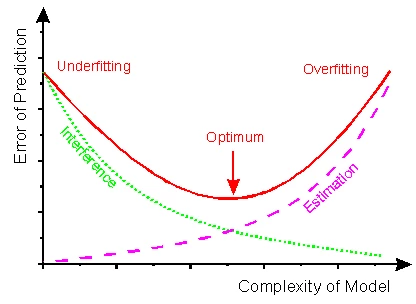 Error of Prediction
Underfitting
Overfitting
Optimum
Interference
Estimation
Complexity of Model